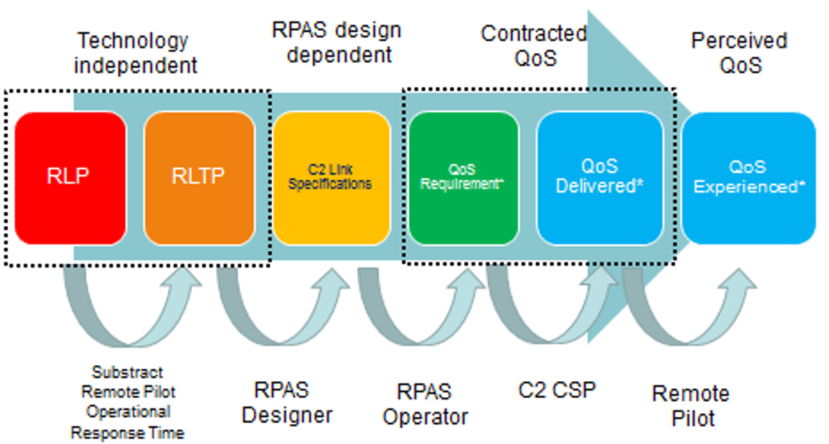 Technology
independent
RPAS design
dependent
Contracted
QoS
Perceived
QoS
RLP
RLTP
C2 Link
Specifications
QoS
Requirement*
QoS
Delivered*
QoS
Experienced*
Substract
Remote Pilot
Operational
Response Time
RPAS
Designer
RPAS
Operator
C2 CSP
Remote
Pilot